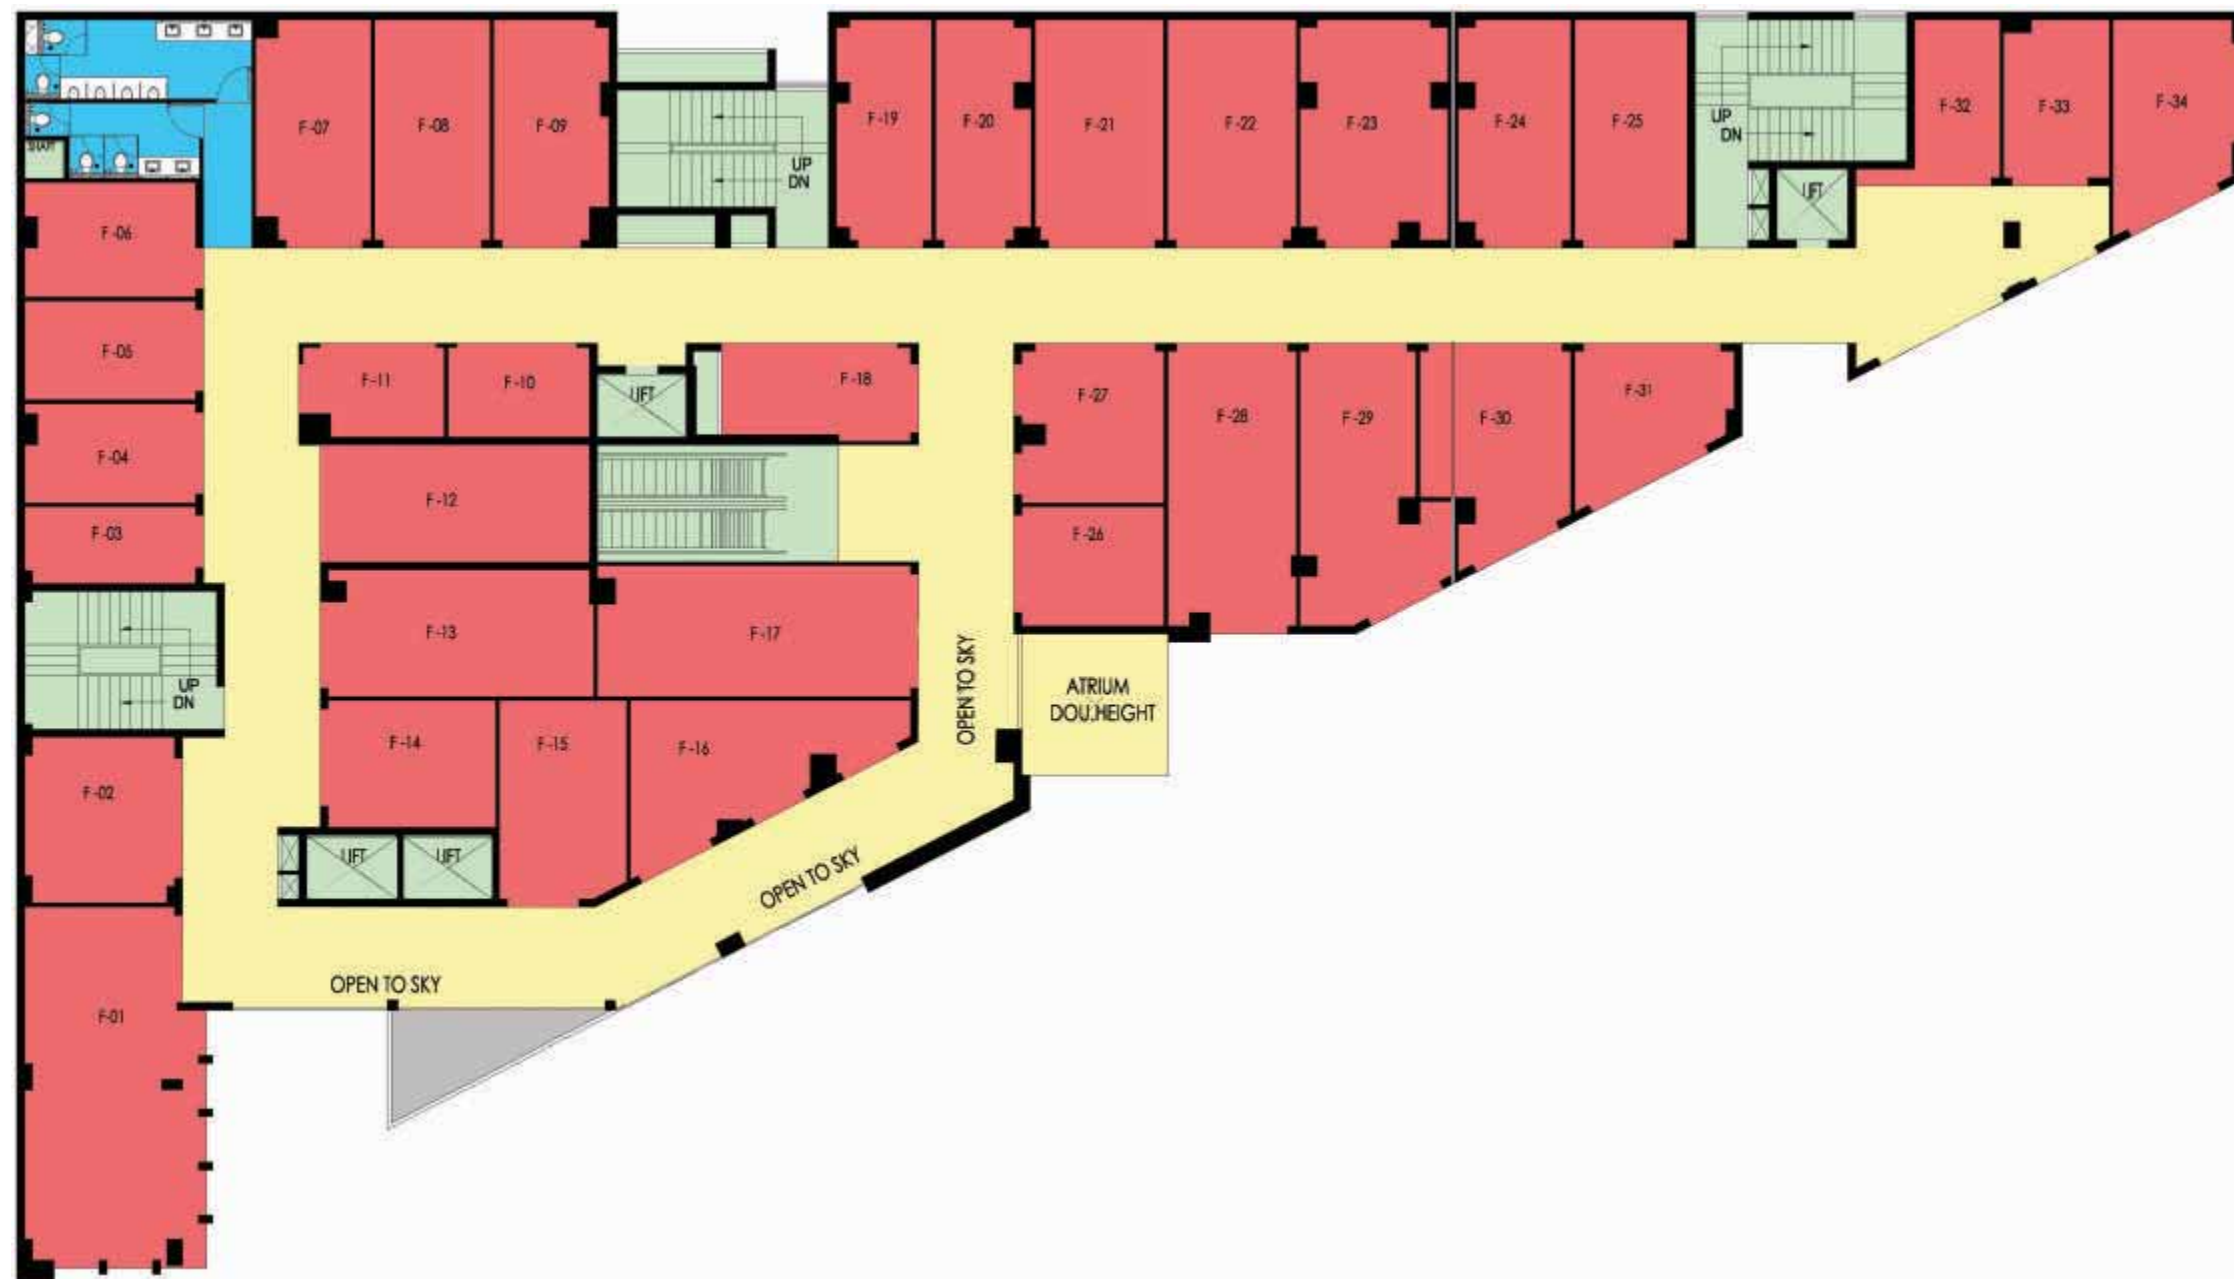 F-07
F-08
F-09
F-19
F-20
F-21
F-22
F-23
F-24
F-25
F-32
F-33
F-34
UP
DN
UP
DN
SHAFT
LIFT
F-06
F-05
F-11
F-10
LIFT
F-18
F-27
F-28
F-29
F-30
F-31
F-04
F-12
F-03
F-26
F-13
F-17
UP
DN
OPEN TO SKY
ATRIUM
DOU.HEIGHT
F-14
F-15
F-16
F-02
LIFT
LIFT
OPEN TO SKY
OPEN TO SKY
F-01